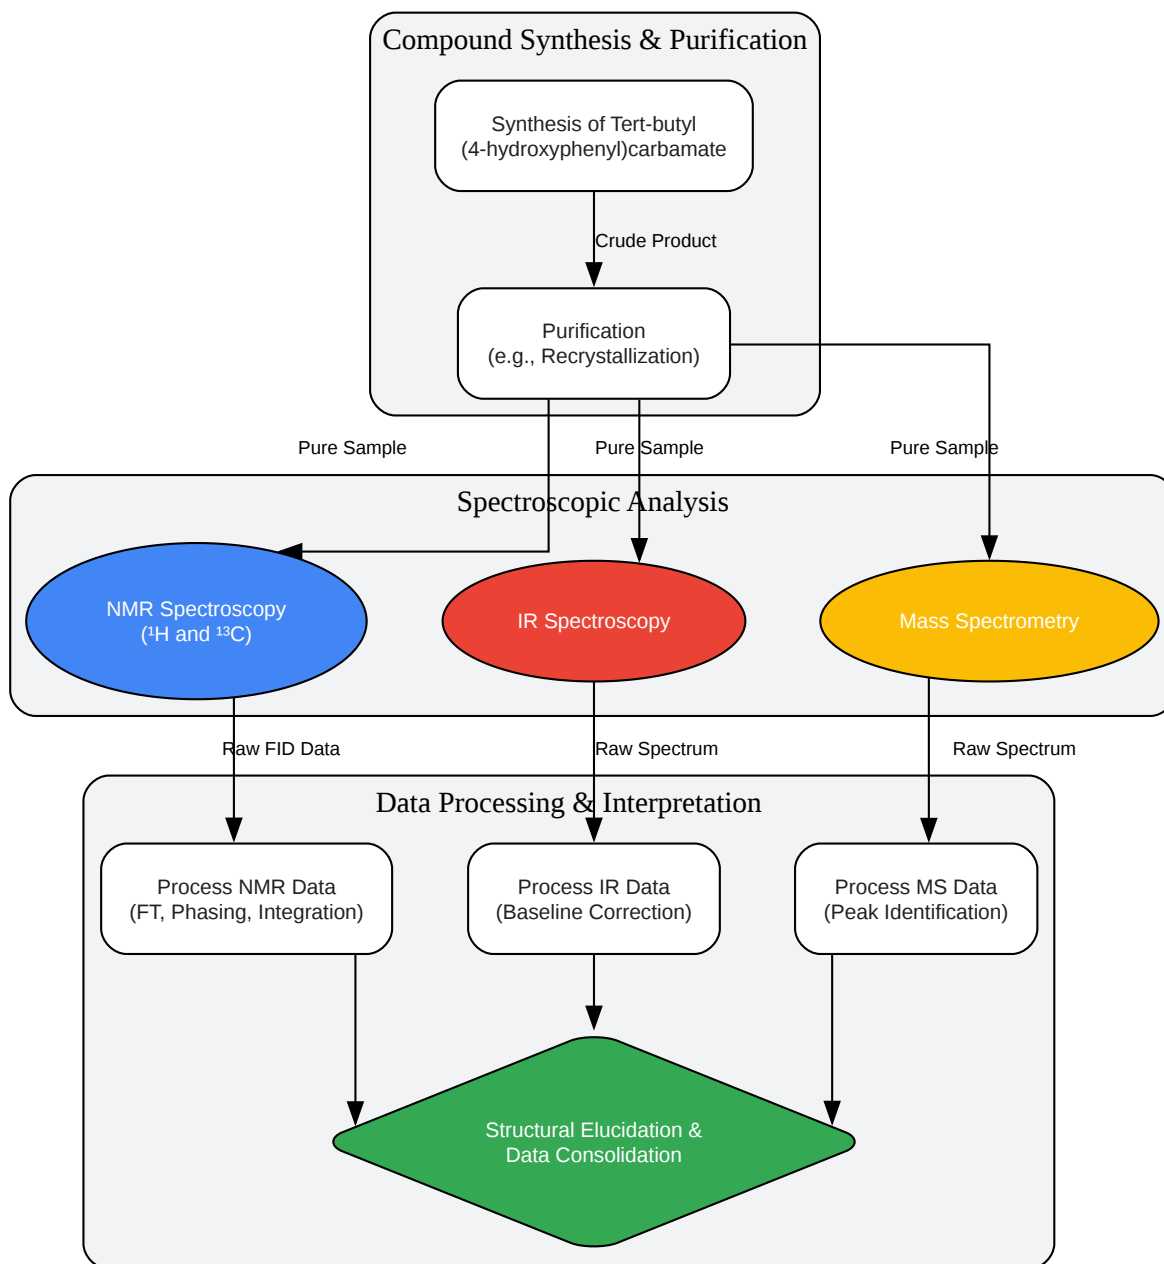 Compound Synthesis & Purification
Synthesis of Tert-butyl
(4-hydroxyphenyl)carbamate
Crude Product
Purification
(e.g., Recrystallization)
Pure Sample
Pure Sample
Pure Sample
Spectroscopic Analysis
NMR Spectroscopy
(¹H and ¹³C)
IR Spectroscopy
Mass Spectrometry
Raw FID Data
Raw Spectrum
Raw Spectrum
Data Processing & Interpretation
Process NMR Data
(FT, Phasing, Integration)
Process IR Data
(Baseline Correction)
Process MS Data
(Peak Identification)
Structural Elucidation &
Data Consolidation